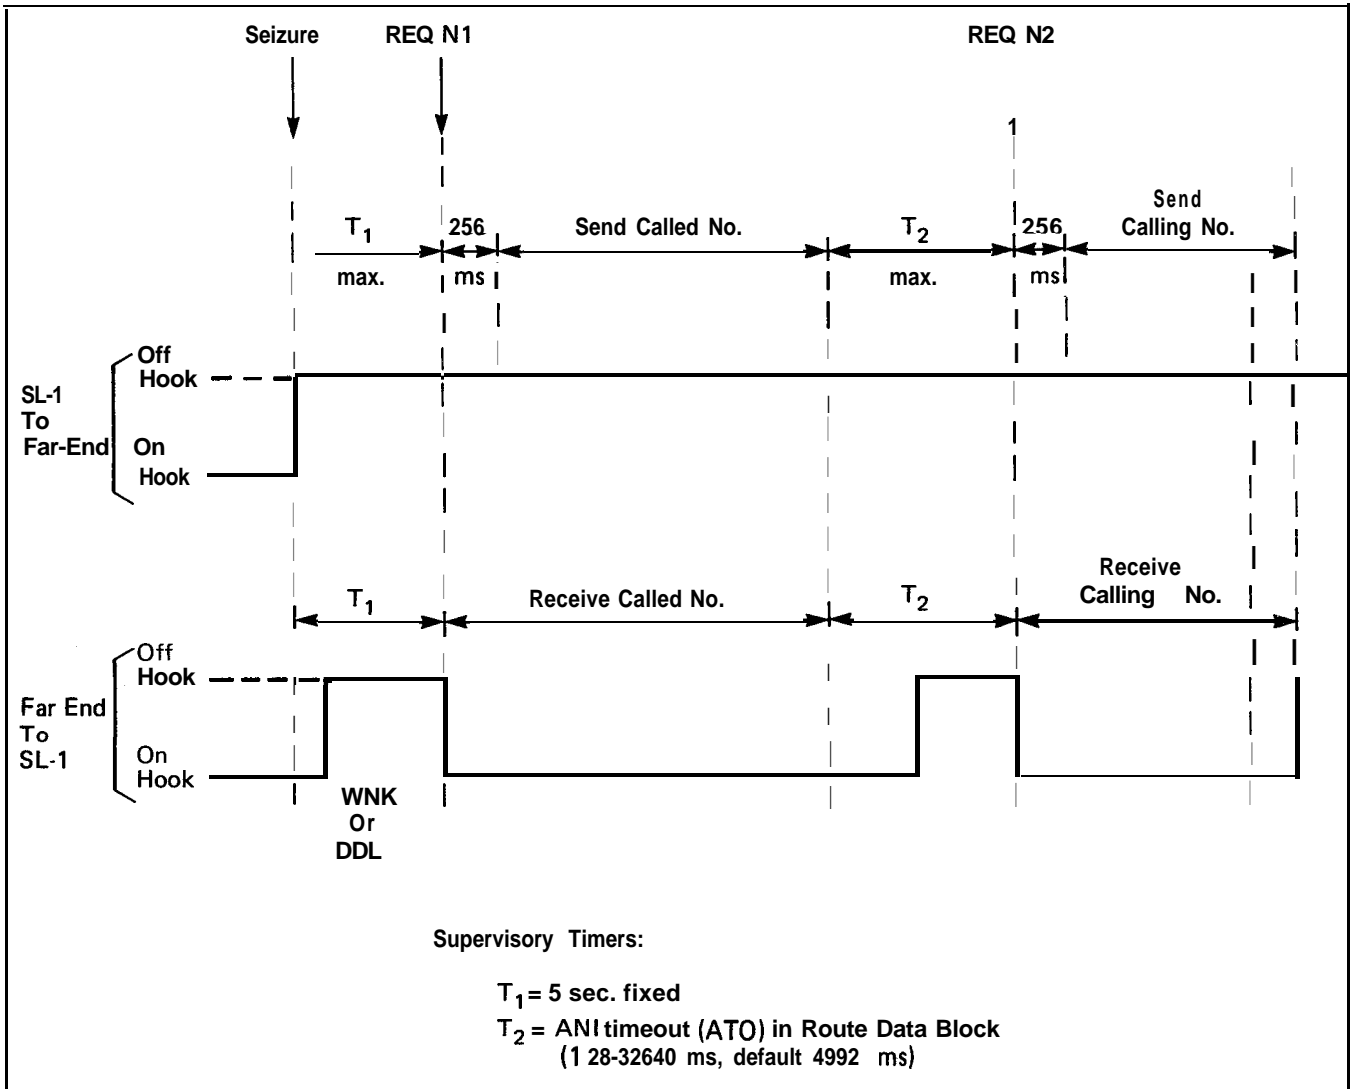 Seizure
REQ N1
REQ N2
1
Send
Calling No.
T1
256
Send Called No.
T2
256
max.
ms
max.
ms
Off
Hook
SL-1
To
Far-End
On
Hook
T1
Receive Called No.
T2
Receive
Calling No.
Off
Hook
Far End
To
SL-1
On
Hook
WNK
Or
DDL
Supervisory Timers:
T1 = 5 sec. fixed
T2 = ANI timeout (ATO) in Route Data Block
(1 28-32640 ms, default 4992 ms)